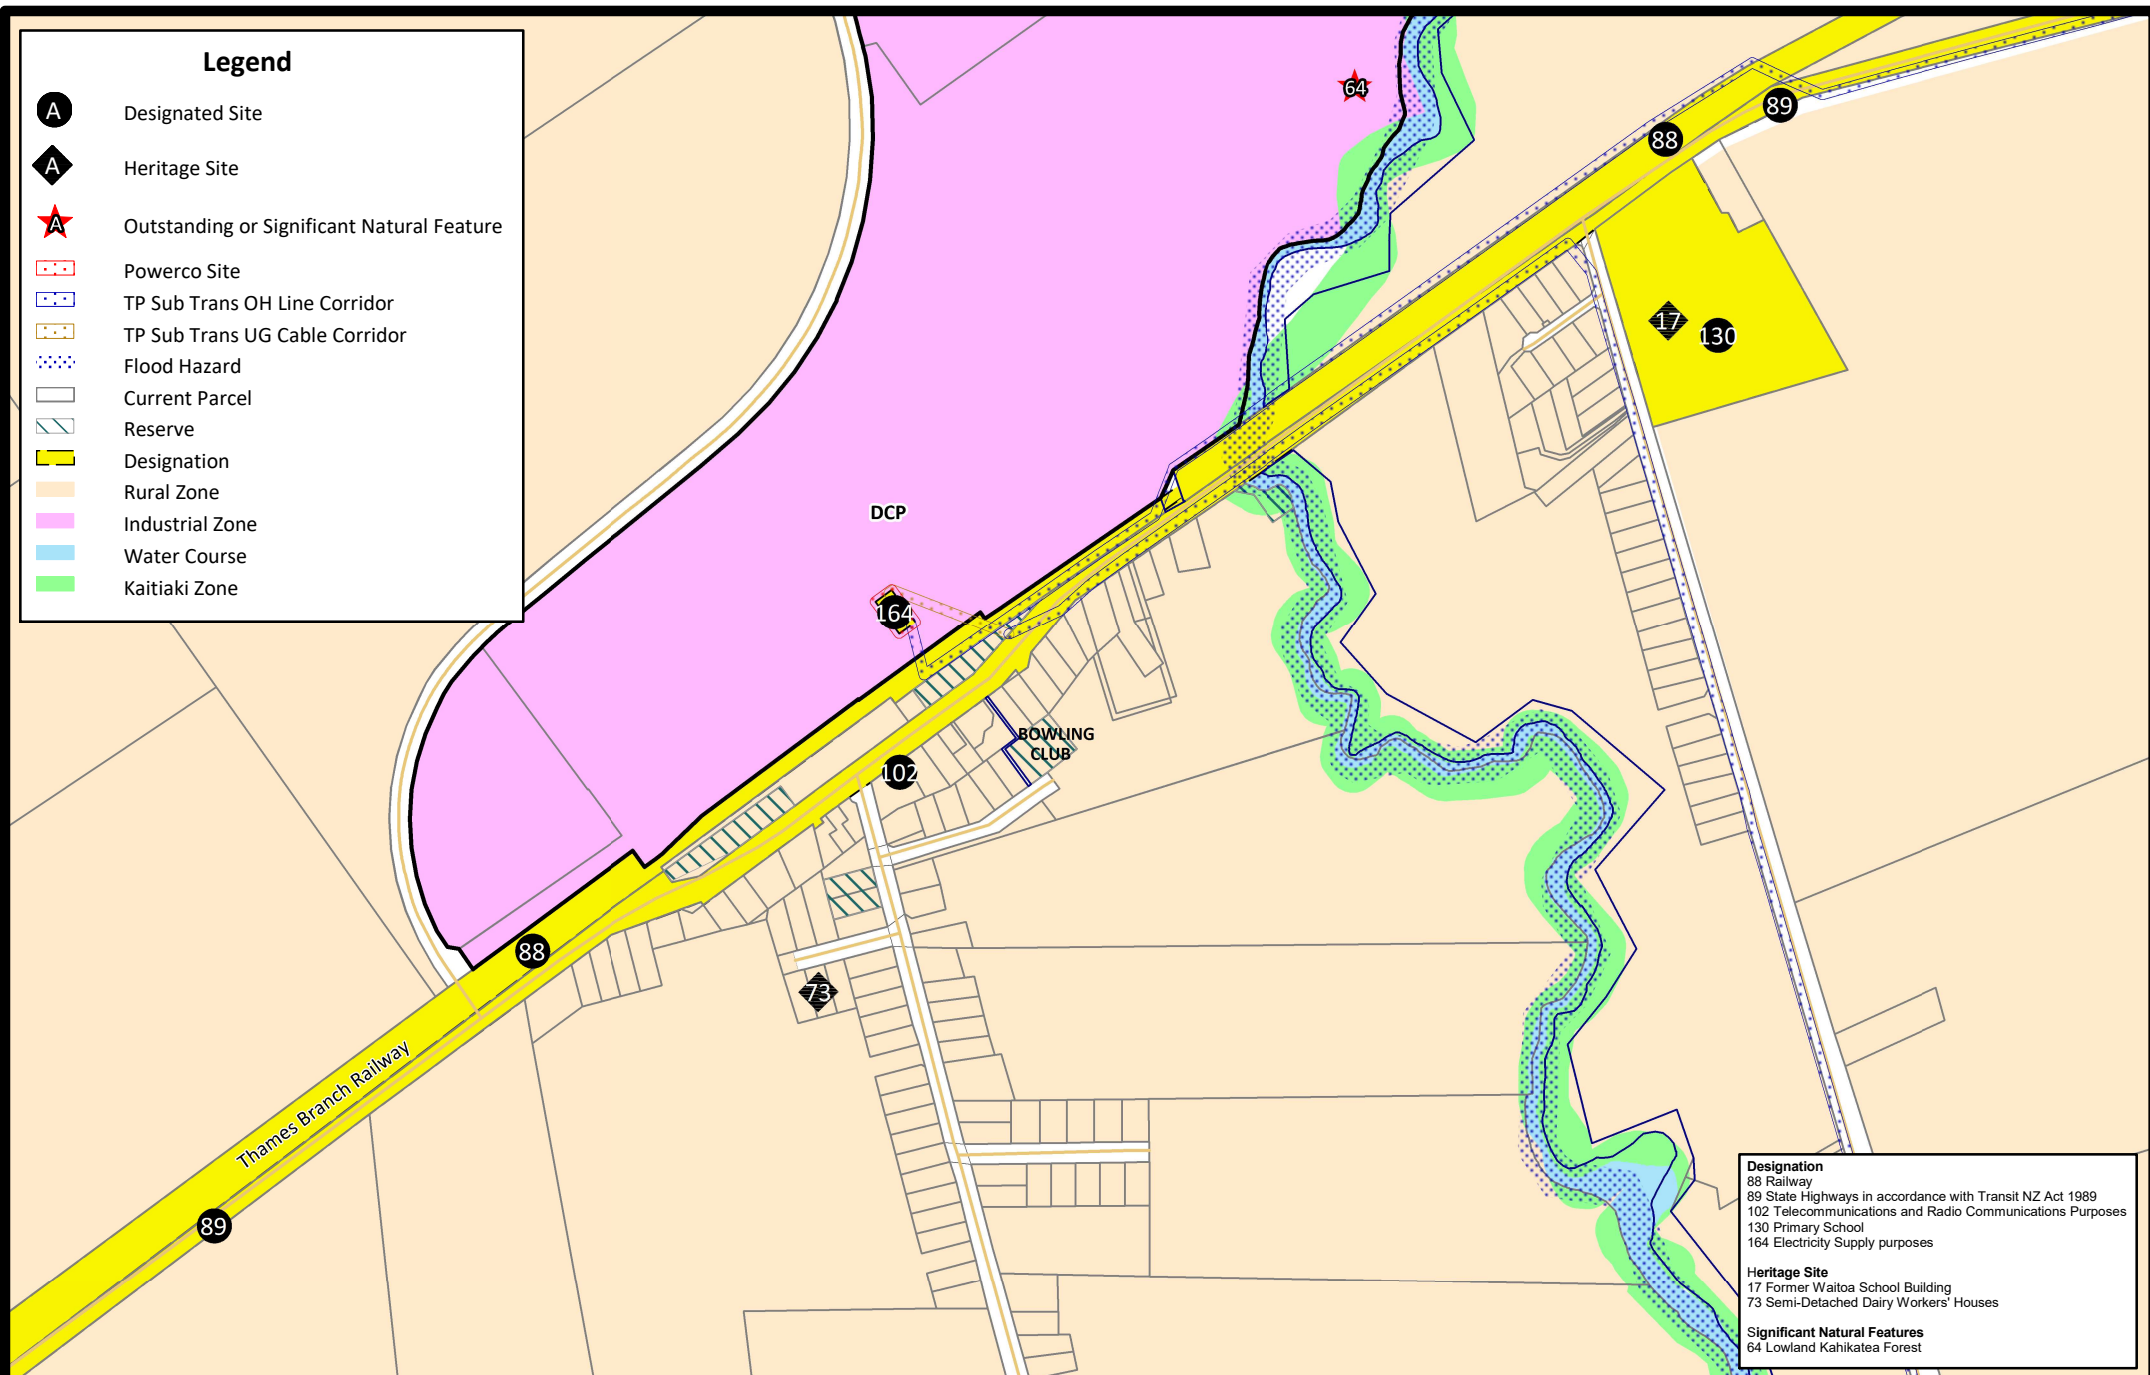 Legend
A Designated Site
A Heritage Site
A Outstanding or Significant Natural Feature
Powerco Site
TP Sub Trans OH Line Corridor
TP Sub Trans UG Cable Corridor
Flood Hazard
Current Parcel
Reserve
Designation
Rural Zone
Industrial Zone
Water Course
Kaitiaki Zone
64
89
88
17
130
DCP
164
BOWLING
CLUB
102
88
73
Thames Branch Railway
89
Designation
88 Railway
89 State Highways in accordance with Transit NZ Act 1989
102 Telecommunications and Radio Communications Purposes
130 Primary School
164 Electricity Supply purposes
Heritage Site
17 Former Waitoa School Building
73 Semi-Detached Dairy Workers' Houses
Significant Natural Features
64 Lowland Kahikatea Forest